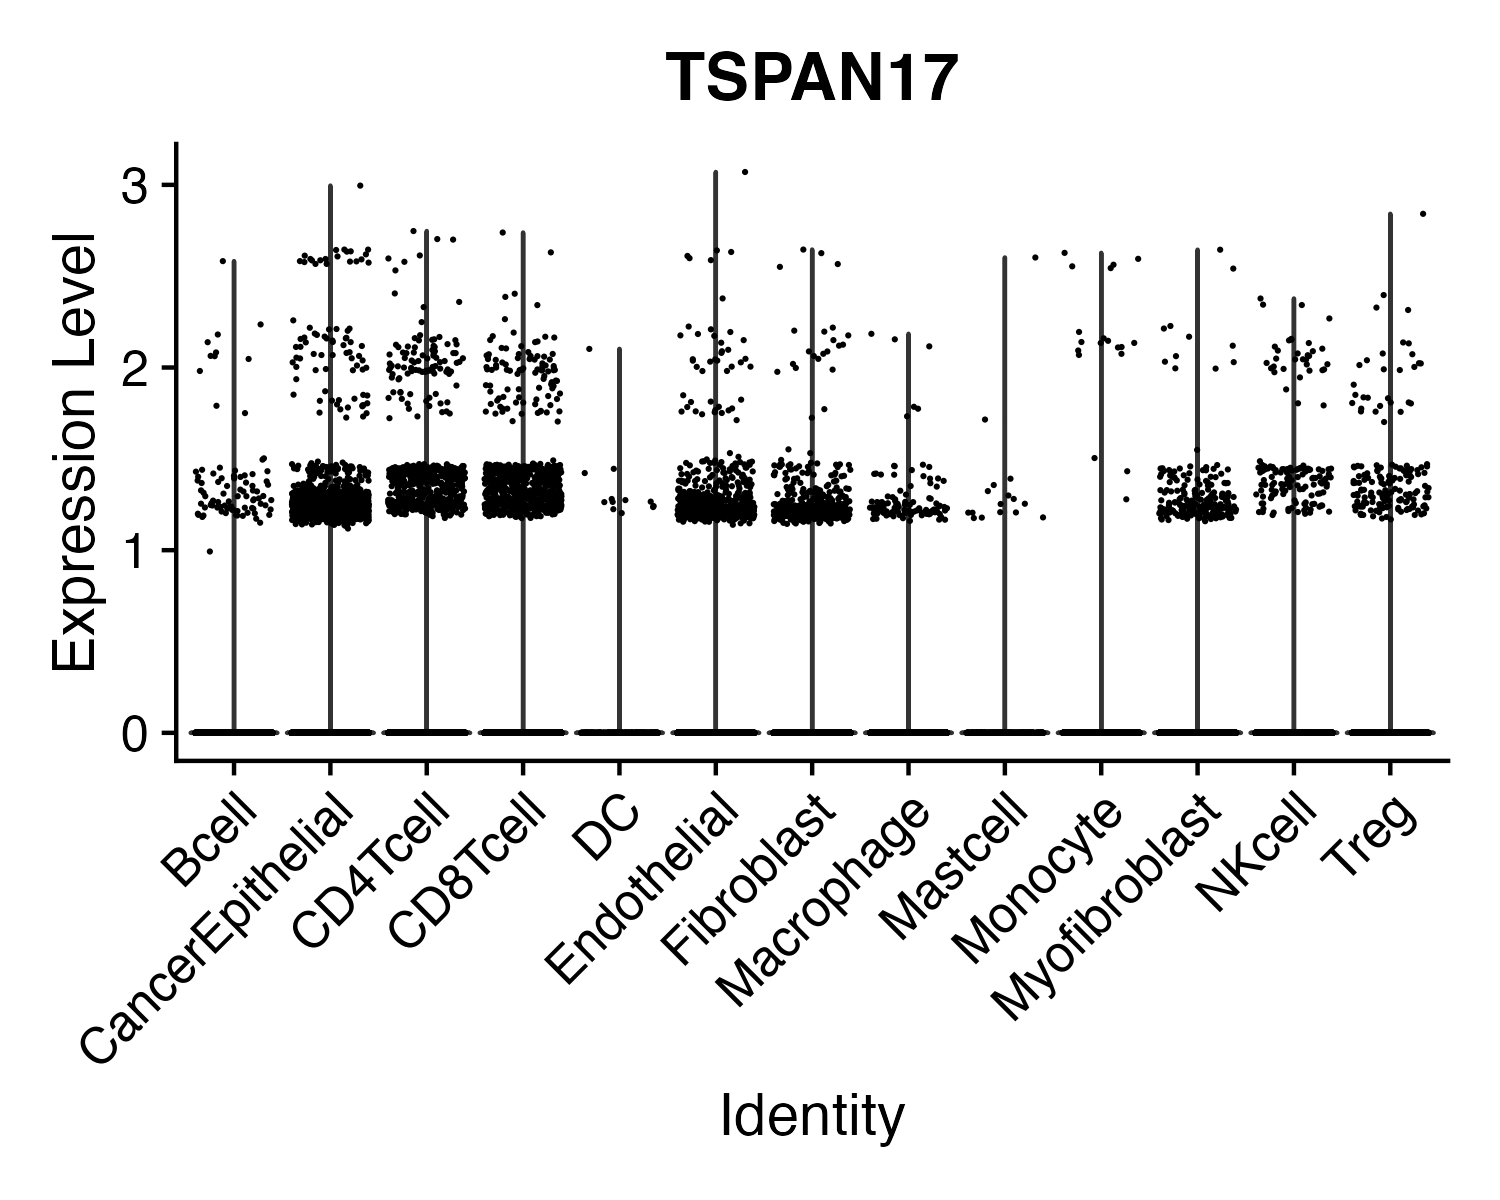 TSPAN17
Expression Level
3
2
1
0
Bcell
CancerEpithelial
CD4Tcell
CD8Tcell
DC
Endothelial
Fibroblast
Macrophage
Mastcell
Monocyte
Myofibroblast
NKcell
Treg
Identity